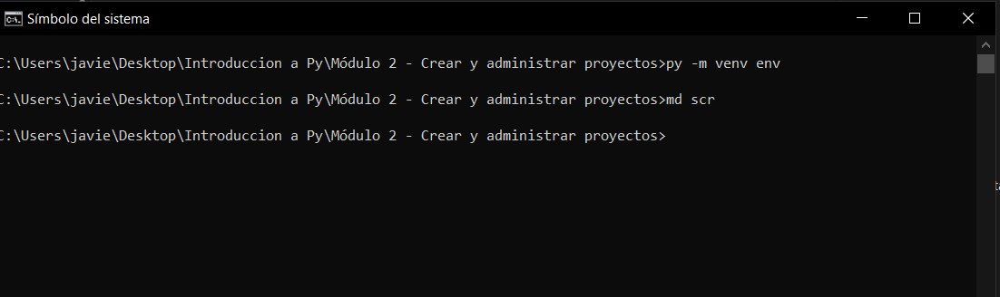 Símbolo del sistema
C:\Users\javie\Desktop\Introduccion a Py\Módulo 2 - Crear y administrar proyectos>py -m venv env
C:\Users\javie\Desktop\Introduccion a Py\Módulo 2 - Crear y administrar proyectos>md scr
C:\Users\javie\Desktop\Introduccion a Py\Módulo 2 - Crear y administrar proyectos>